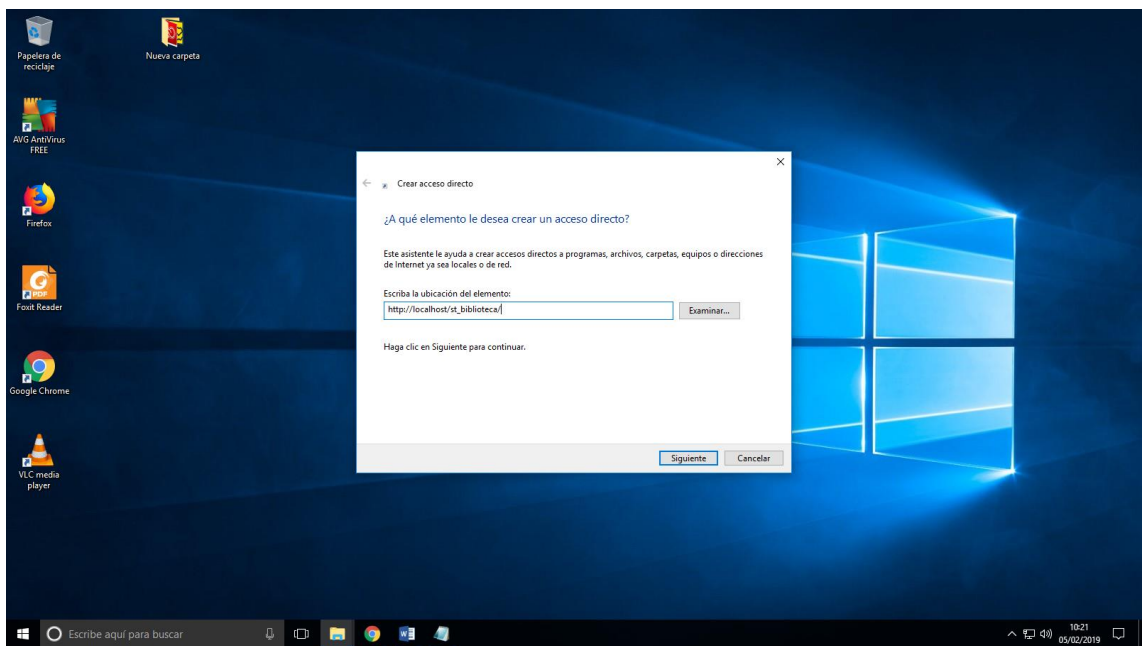 Papelera de
reciclaje
Nueva carpeta
AVG AntiVirus
FREE
Firefox
PDF
Foxit Reader
Google Chrome
VLC media
player
Crear acceso directo
¿A qué elemento le desea crear un acceso directo?
Este asistente le ayuda a crear accesos directos a programas, archivos, carpetas, equipos o direcciones
de Internet ya sea locales o de red.
Escriba la ubicación del elemento:
http://localhost/st_biblioteca/
Examinar...
Haga clic en Siguiente para continuar.
Siguiente
Cancelar
Escribe aquí para buscar
10:21
05/02/2019